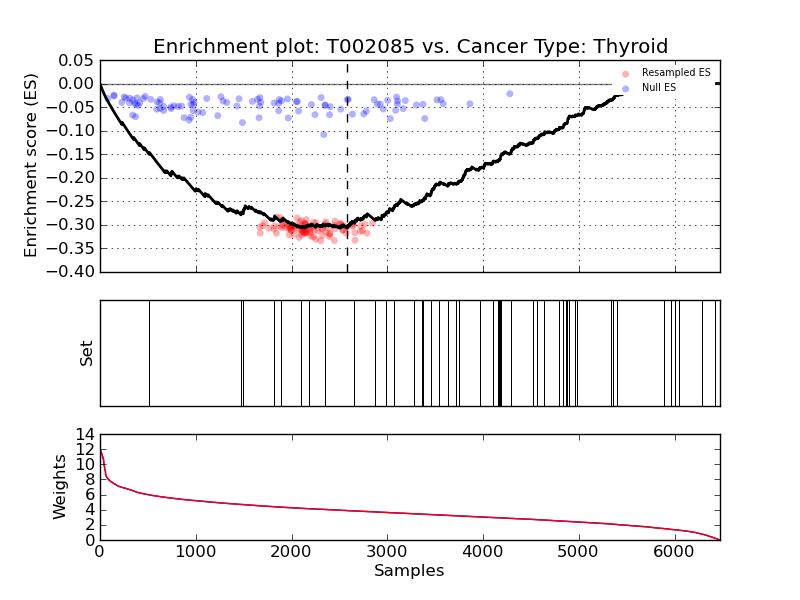 Enrichment plot: T002085 vs. Cancer Type: Thyroid
Enrichment score (ES)
0.05
0.00
−0.05
−0.10
−0.15
−0.20
−0.25
−0.30
−0.35
−0.40
Resampled ES
Null ES
Set
Weights
14
12
10
8
6
4
2
0
0 1000 2000 3000 4000 5000 6000
Samples